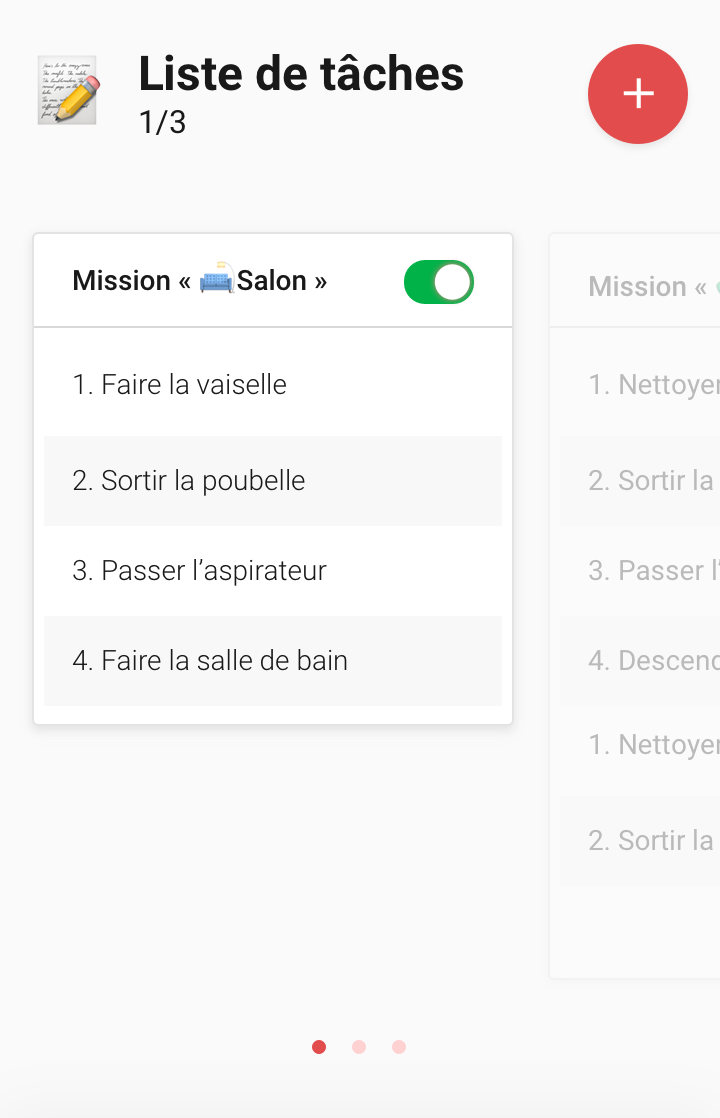 Liste de tâches
1/3
+
Mission « 🛋Salon »
1. Faire la vaiselle
2. Sortir la poubelle
3. Passer l’aspirateur
4. Faire la salle de bain
Mission «
1. Nettoyer
2. Sortir la
3. Passer l’
4. Descend
1. Nettoyer
2. Sortir la